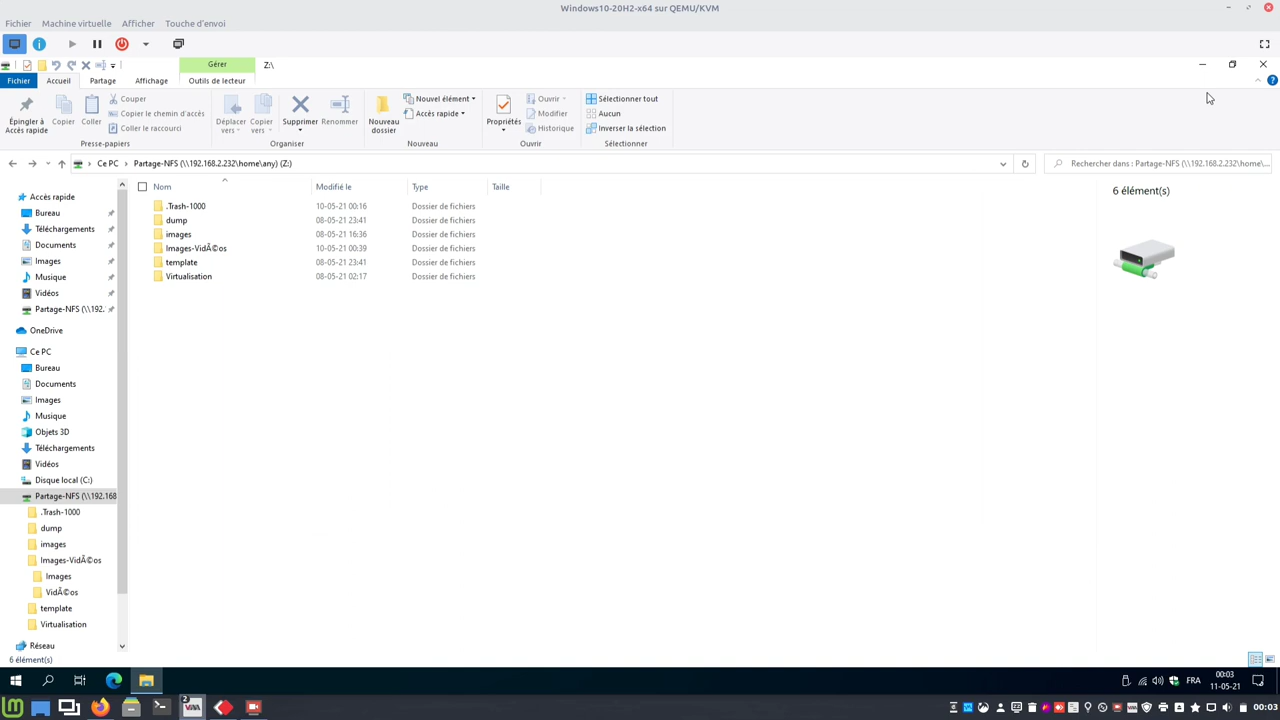 Windows10-20H2-x64 sur QEMU/KVM
Fichier Machine virtuelle Afficher Touche d'envoi
Gérer Z:\
Fichier Accueil Partage Affichage Outils de lecteur
Épingler à Accès rapide
Copier
Coller
Couper
Copier le chemin d'accès
Coller le raccourci
Presse-papiers
Déplacer vers
Copier vers
Supprimer
Renommer
Organiser
Nouveau dossier
Nouvel élément
Accès rapide
Nouveau
Propriétés
Ouvrir
Modifier
Historique
Ouvrir
Sélectionner tout
Aucun
Inverser la sélection
Sélectionner
Ce PC Partage-NFS (\\192.168.2.232\home\any) (Z:)
Rechercher dans : Partage-NFS (\\192.168.2.232\home\...
Accès rapide
Bureau
Téléchargements
Documents
Images
Musique
Vidéos
Partage-NFS (\\192.
OneDrive
Ce PC
Bureau
Documents
Images
Musique
Objets 3D
Téléchargements
Vidéos
Disque local (C:)
Partage-NFS (\\192.168
.Trash-1000
dump
images
Images-VidÃ©os
Images
VidÃ©os
template
Virtualisation
Réseau
Nom Modifié le Type Taille
.Trash-1000 10-05-21 00:16 Dossier de fichiers
dump 08-05-21 23:41 Dossier de fichiers
images 08-05-21 16:36 Dossier de fichiers
Images-VidÃ©os 10-05-21 00:39 Dossier de fichiers
template 08-05-21 23:41 Dossier de fichiers
Virtualisation 08-05-21 02:17 Dossier de fichiers
6 élément(s)
6 élément(s)
FRA
00:03
11-05-21
2
00:03